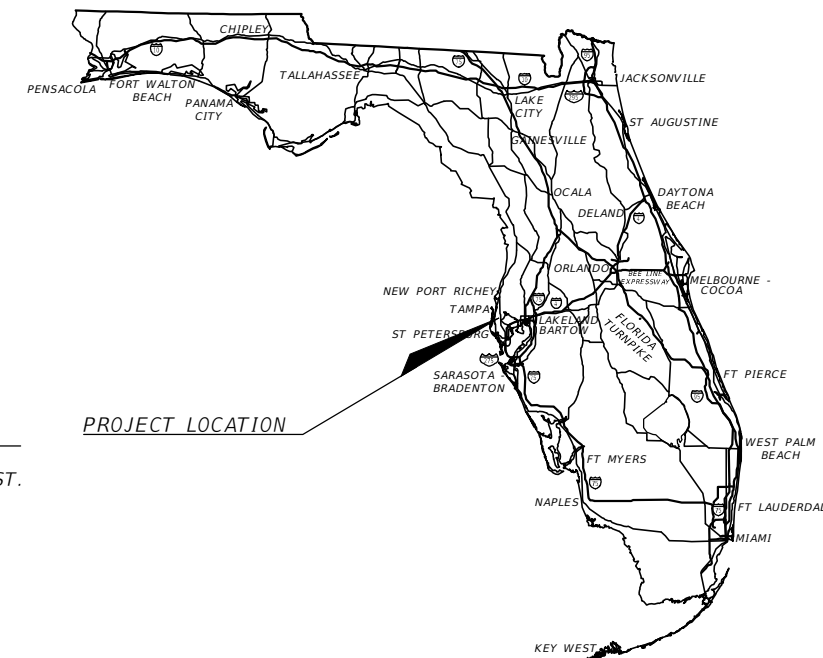 CHIPLEY
10
PENSACOLA
FORT WALTON
BEACH
PANAMA
CITY
TALLAHASSEE
LAKE
CITY
JACKSONVILLE
ST AUGUSTINE
GAINESVILLE
OCALA
DAYTONA
BEACH
DELAND
ORLANDO
BEE LINE
EXPRESSWAY
MELBOURNE -
COCOA
NEW PORT RICHEY
TAMPA
ST PETERSBURG
LAKELAND
BARTOW
FLORIDA
TURNPIKE
SARASOTA -
BRADENTON
FT PIERCE
PROJECT LOCATION
ST.
WEST PALM
BEACH
FT MYERS
75
NAPLES
FT LAUDERDAL
MIAMI
KEY WEST